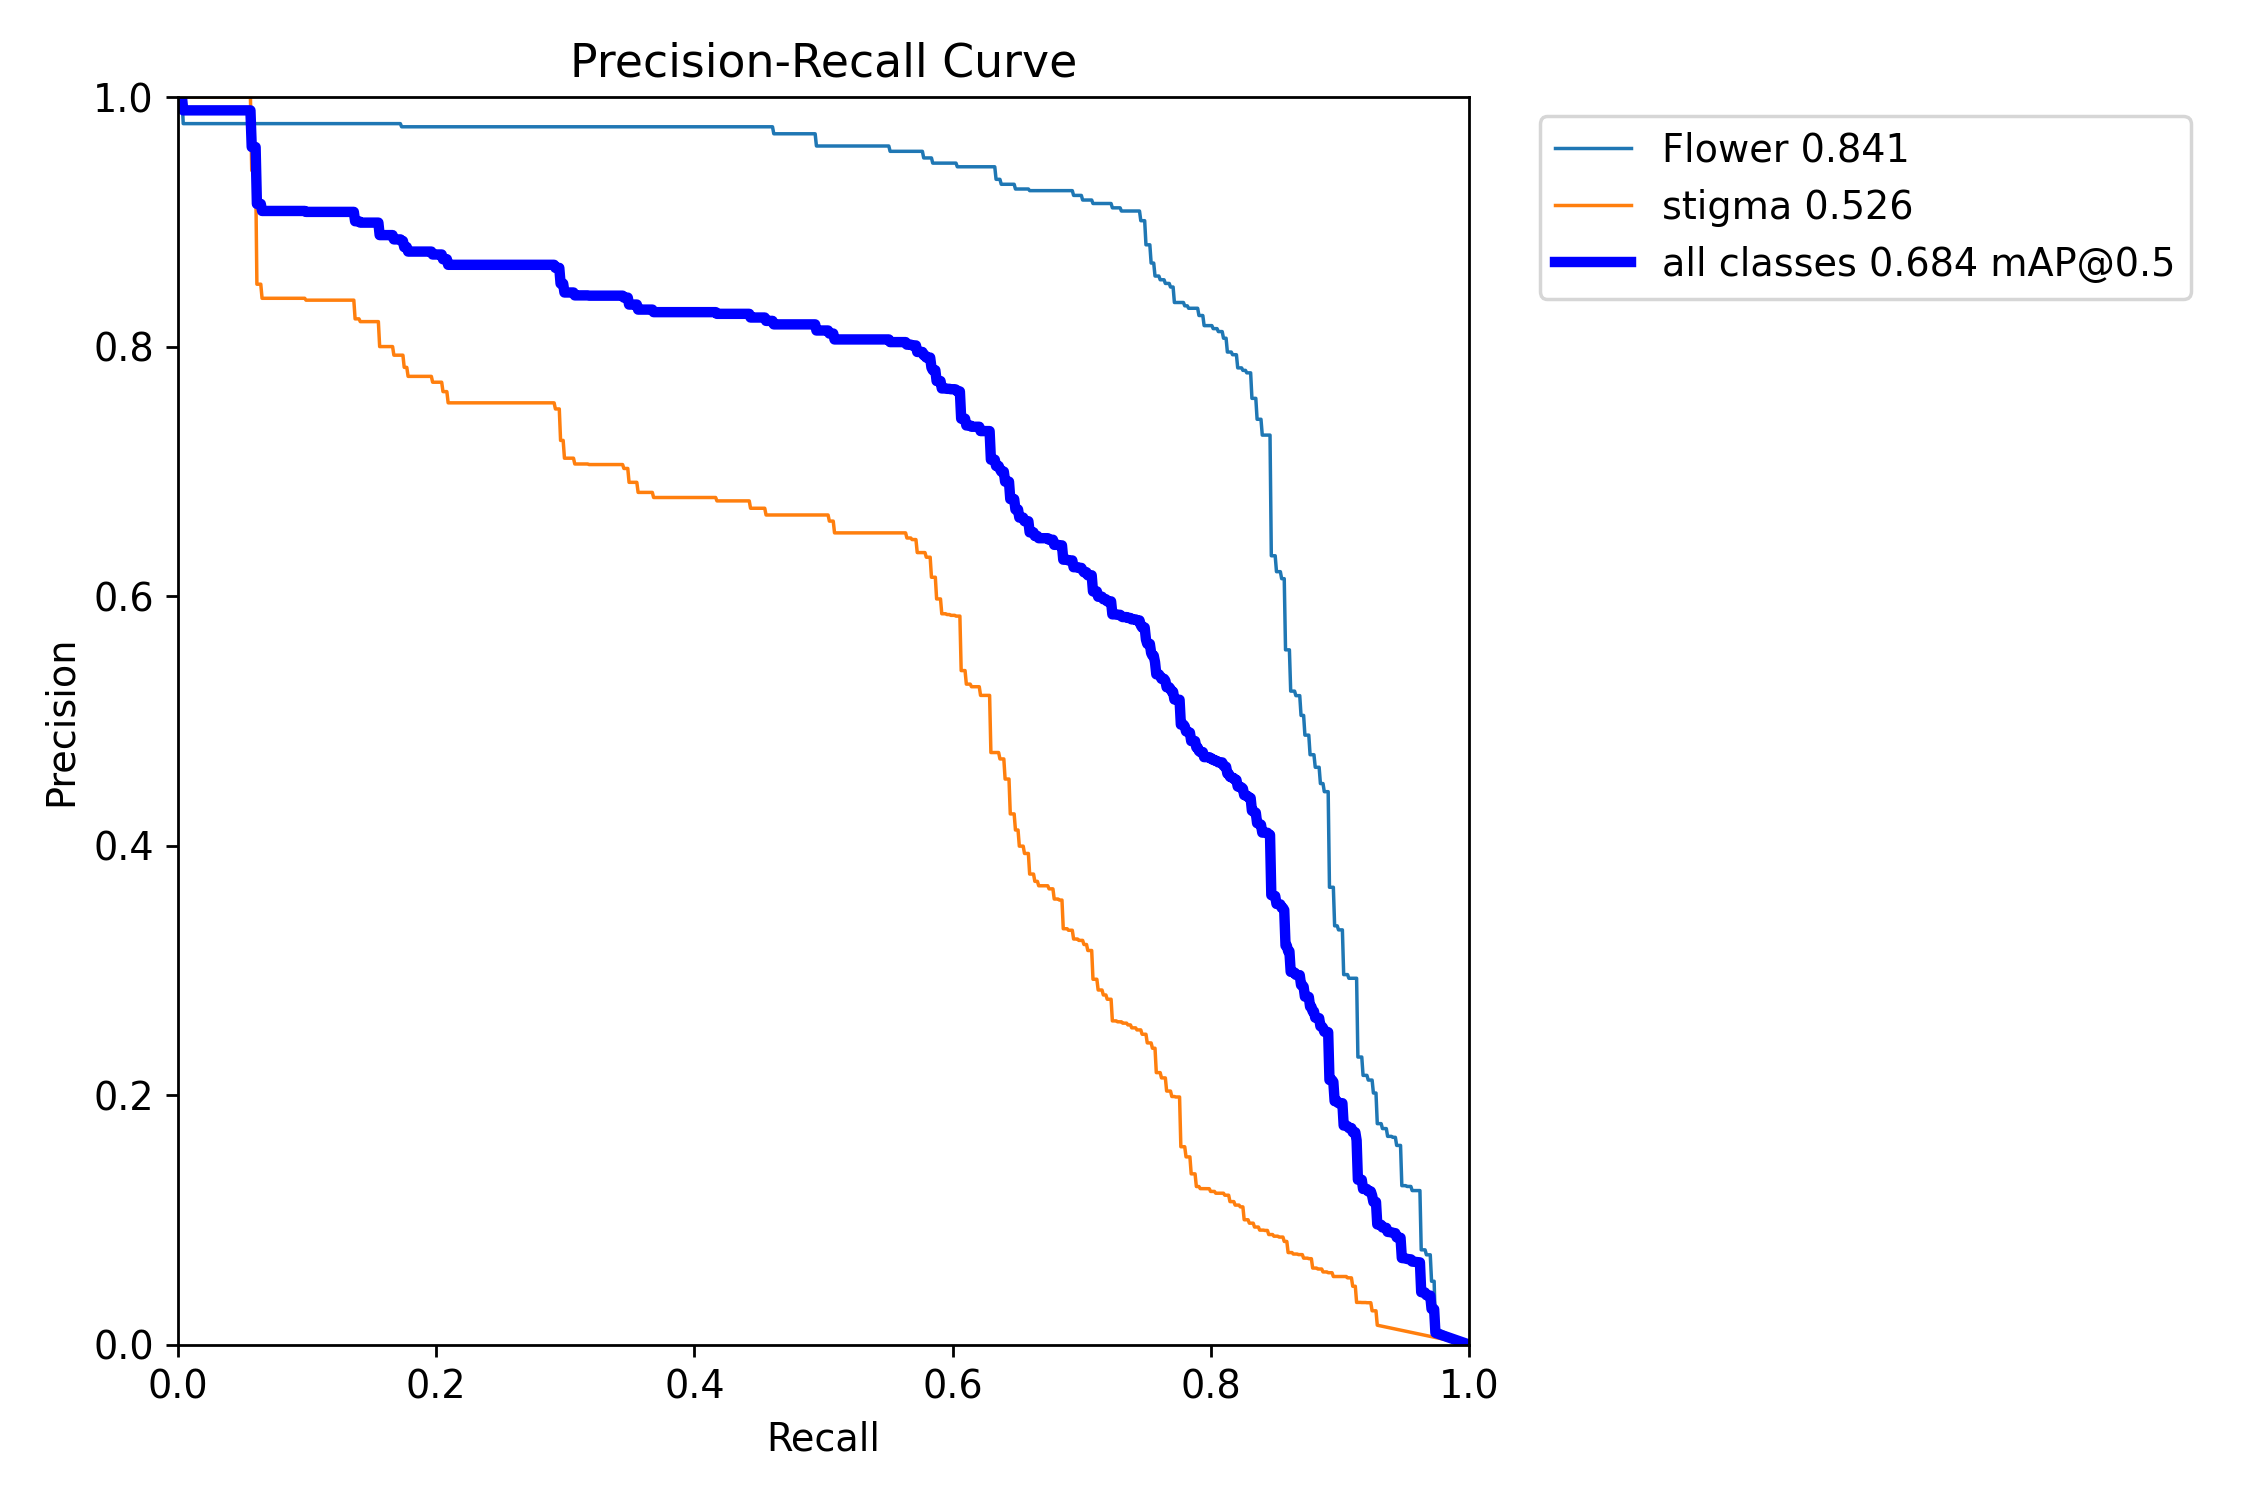 Precision-Recall Curve
1.0
0.8
0.6
0.4
0.2
0.0
Precision
0.0 0.2 0.4 0.6 0.8 1.0
Recall
Flower 0.841
stigma 0.526
all classes 0.684 mAP@0.5